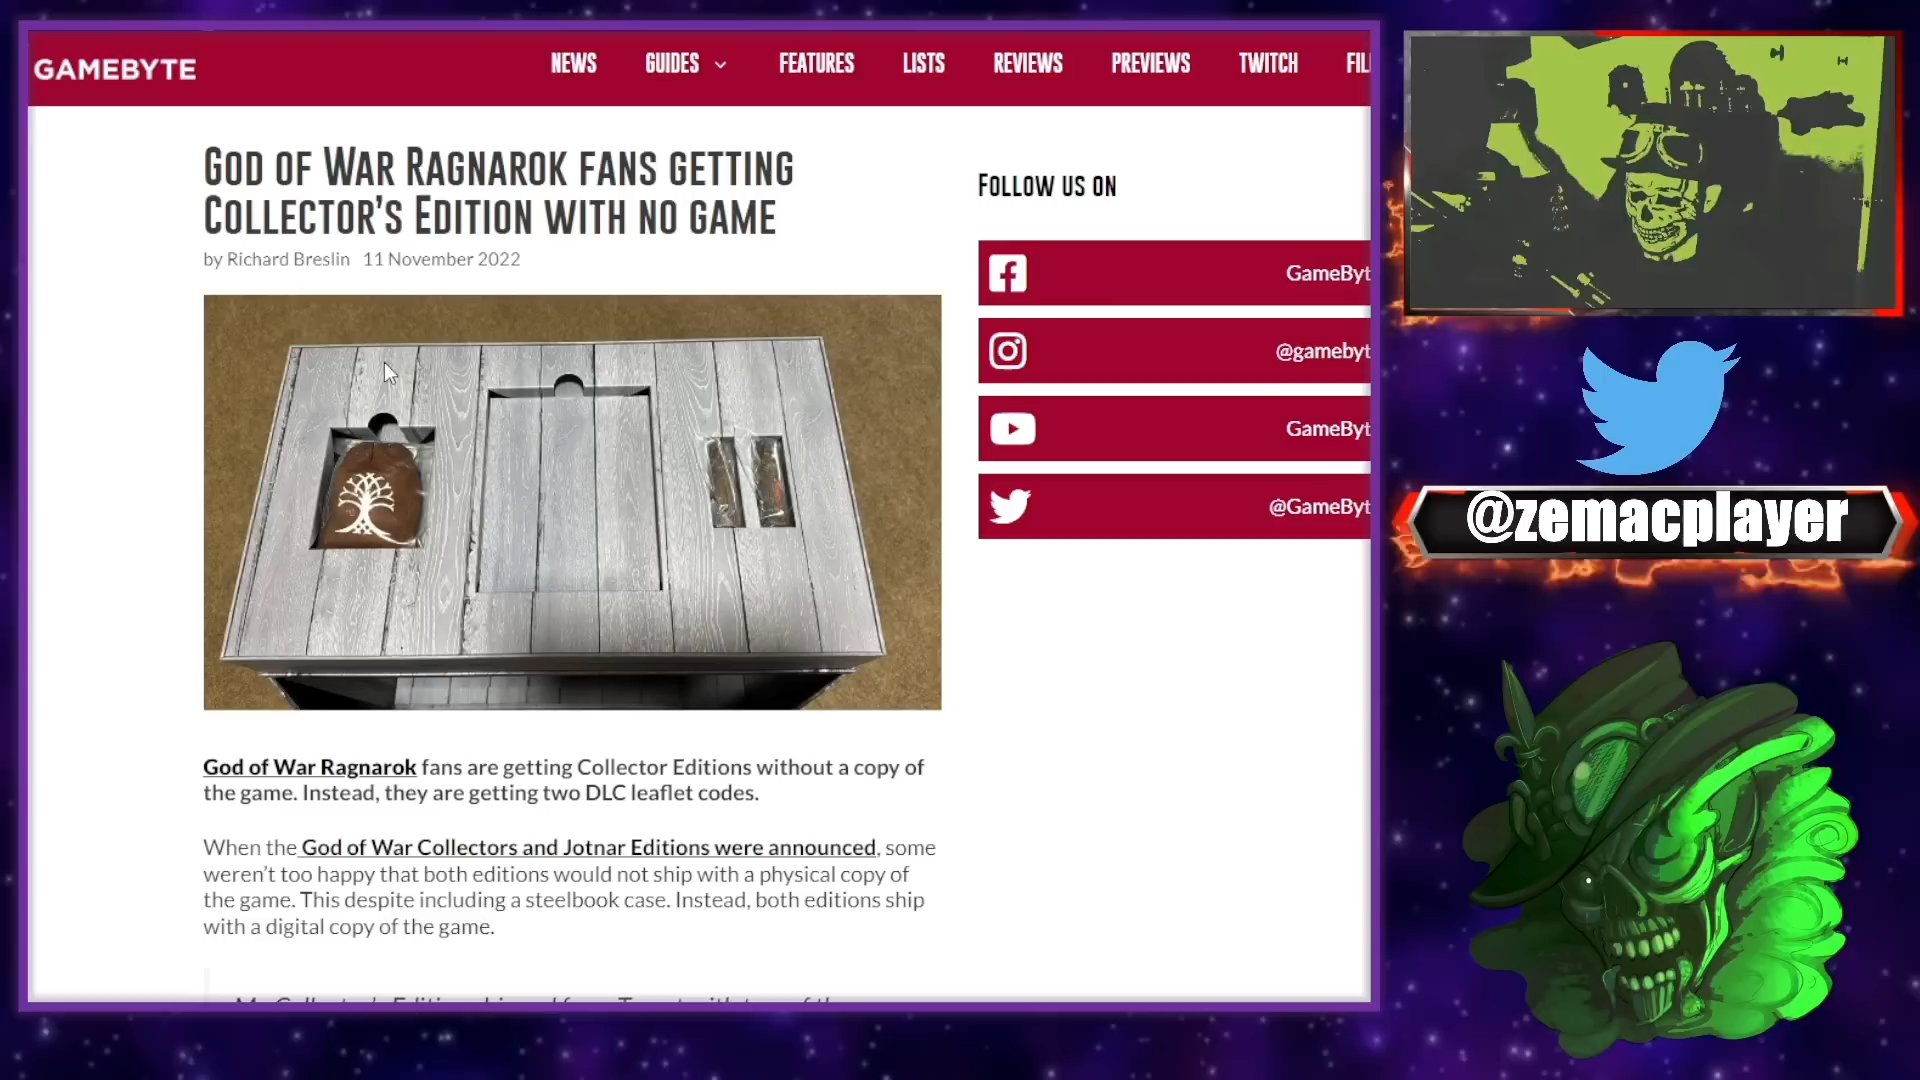 GAMEBYTE
NEWS
GUIDES
FEATURES
LISTS
REVIEWS
PREVIEWS
TWITCH
GOD OF WAR RAGNAROK FANS GETTING
COLLECTOR'S EDITION WITH NO GAME
by Richard Breslin 11 November 2022
FOLLOW US ON
GameByt
@gamebyt
GameByt
@GameByt
God of War Ragnarok fans are getting Collector Editions without a copy of
the game. Instead, they are getting two DLC leaflet codes.
When the God of War Collectors and Jotnar Editions were announced, some
weren't too happy that both editions would not ship with a physical copy of
the game. This despite including a steelbook case. Instead, both editions ship
with a digital copy of the game.
@zemacplayer